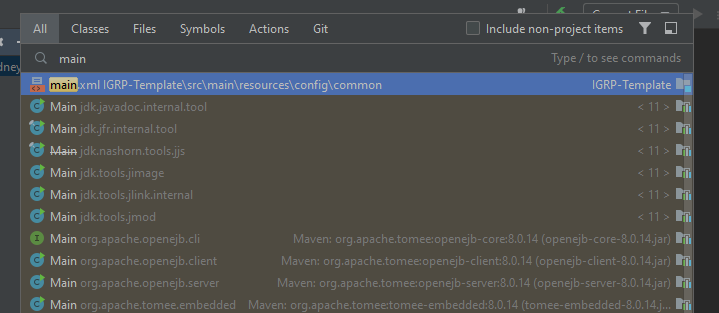 All Classes Files Symbols Actions Git Include non-project items
main Type / to see commands
main.xml IGRP-Template\src\main\resources\config\common IGRP-Template
Main jdk.javadoc.internal.tool < 11 >
Main jdk.jfr.internal.tool < 11 >
Main jdk.nashorn.tools.jjs < 11 >
Main jdk.tools.jimage < 11 >
Main jdk.tools.jlink.internal < 11 >
Main jdk.tools.jmod < 11 >
Main org.apache.openejb.cli Maven: org.apache.tomee:openejb-core:8.0.14 (openejb-core-8.0.14.jar)
Main org.apache.openejb.client Maven: org.apache.tomee:openejb-client:8.0.14 (openejb-client-8.0.14.jar)
Main org.apache.openejb.server Maven: org.apache.tomee:openejb-server:8.0.14 (openejb-server-8.0.14.jar)
Main org.apache.tomee.embedded Maven: org.apache.tomee:tomee-embedded:8.0.14 (tomee-embedded-8.0.14.j...